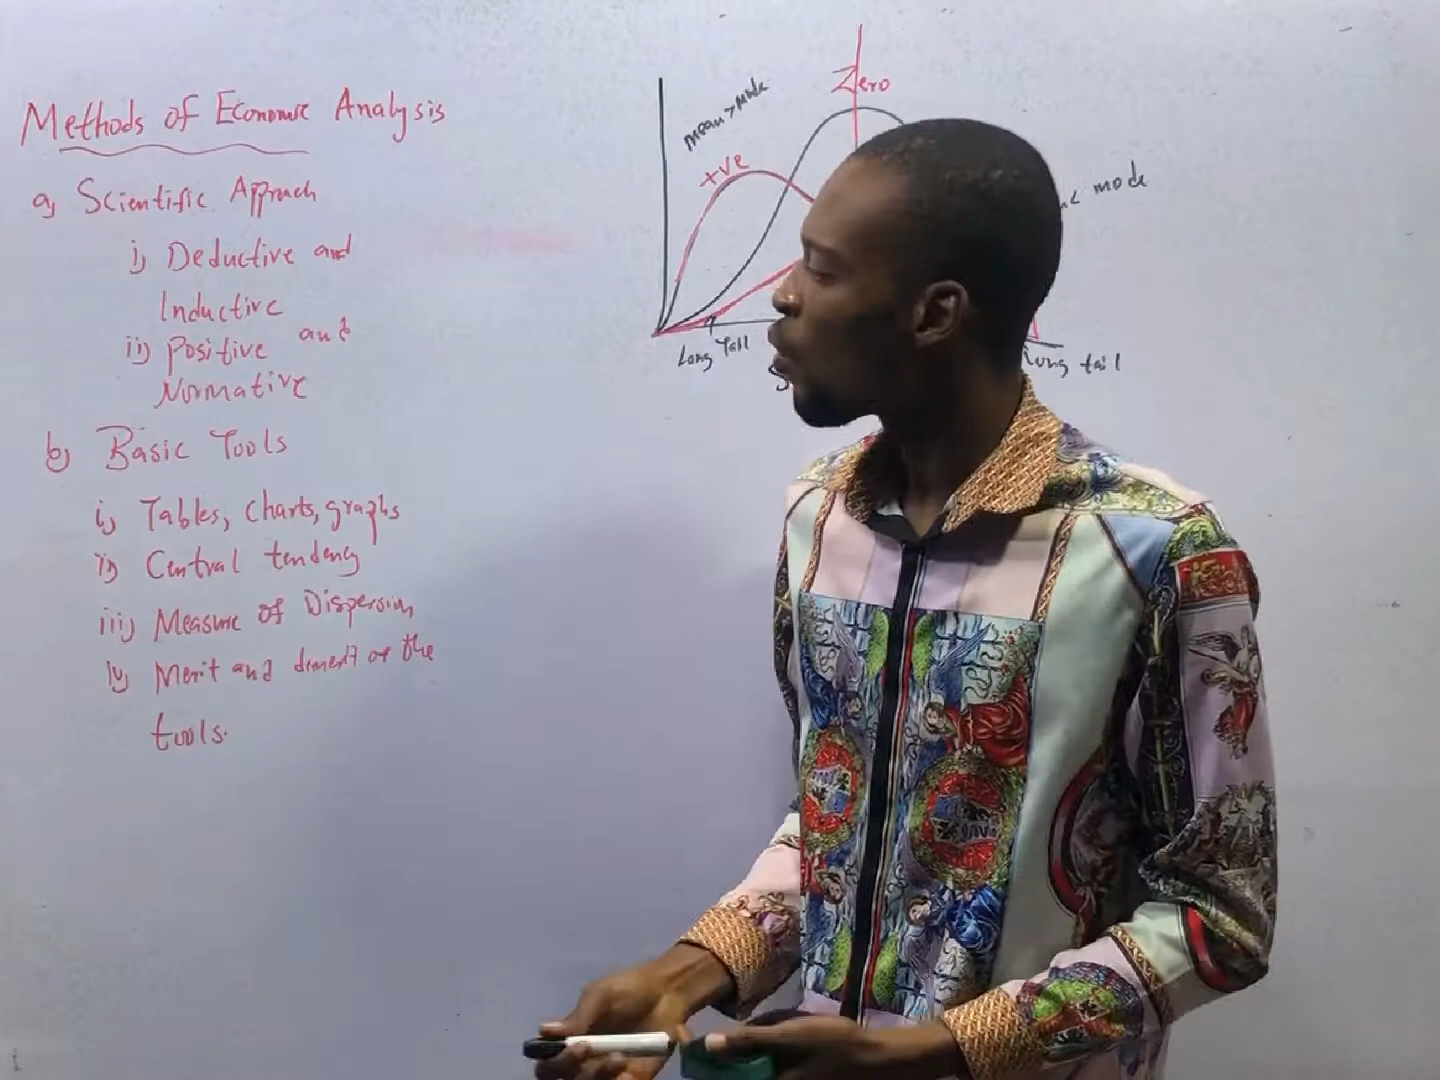 Methods of Economic Analysis
a) Scientific Approach
i) Deductive and
Inductive
ii) Positive and
Normative
b) Basic Tools
i) Tables, Charts, graphs
ii) Central tendency
iii) Measure of Dispersion
iv) Merit and demerit of the
tools.
Zero
mean > mode
+ve
mode
Long Tail
Long tail